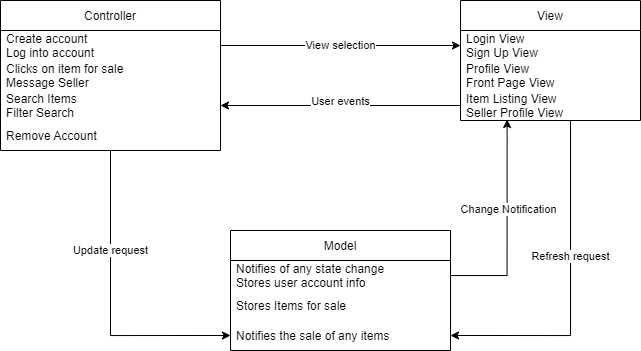 Controller
Create account
Log into account
Clicks on item for sale
Message Seller
Search Items
Filter Search
Remove Account
View selection
User events
View
Login View
Sign Up View
Profile View
Front Page View
Item Listing View
Seller Profile View
Change Notification
Update request
Refresh request
Model
Notifies of any state change
Stores user account info
Stores Items for sale
Notifies the sale of any items